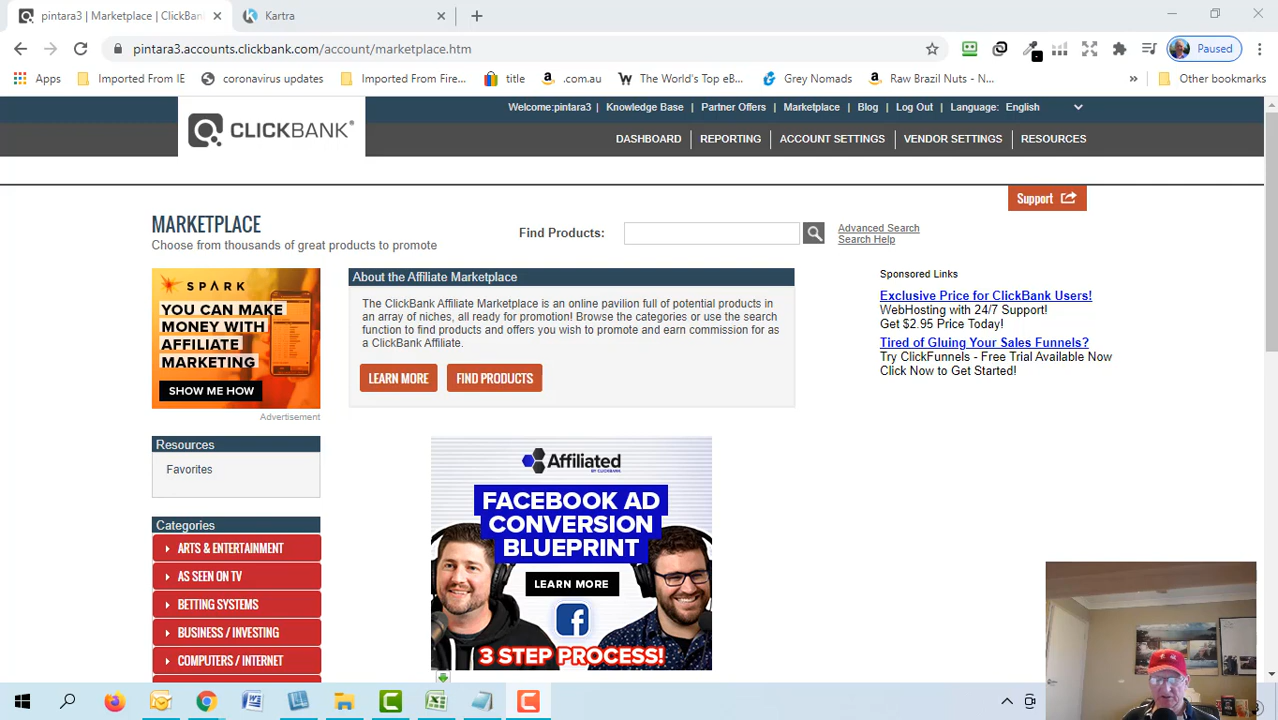 pintara3 | Marketplace | ClickBan
Kartra
pintara3.accounts.clickbank.com/account/marketplace.htm
Paused
Apps
Imported From IE
coronavirus updates
Imported From Fire...
title
.com.au
The World's Top eB...
Grey Nomads
Raw Brazil Nuts - N...
»
Other bookmarks
Welcome:pintara3 | Knowledge Base | Partner Offers | Marketplace | Blog | Log Out | Language: English
CLICKBANK®
DASHBOARD | REPORTING | ACCOUNT SETTINGS | VENDOR SETTINGS | RESOURCES
Support
MARKETPLACE
Choose from thousands of great products to promote
Find Products:
Advanced Search
Search Help
SPARK
YOU CAN MAKE
MONEY WITH
AFFILIATE
MARKETING
SHOW ME HOW
Advertisement
About the Affiliate Marketplace
The ClickBank Affiliate Marketplace is an online pavilion full of potential products in
an array of niches, all ready for promotion! Browse the categories or use the search
function to find products and offers you wish to promote and earn commission for as
a ClickBank Affiliate.
LEARN MORE
FIND PRODUCTS
Sponsored Links
Exclusive Price for ClickBank Users!
WebHosting with 24/7 Support!
Get $2.95 Price Today!
Tired of Gluing Your Sales Funnels?
Try ClickFunnels - Free Trial Available Now
Click Now to Get Started!
Resources
Favorites
Categories
ARTS & ENTERTAINMENT
AS SEEN ON TV
BETTING SYSTEMS
BUSINESS / INVESTING
COMPUTERS / INTERNET
Affiliated
BY CLICKBANK
FACEBOOK AD
CONVERSION
BLUEPRINT
LEARN MORE
3 STEP PROCESS!